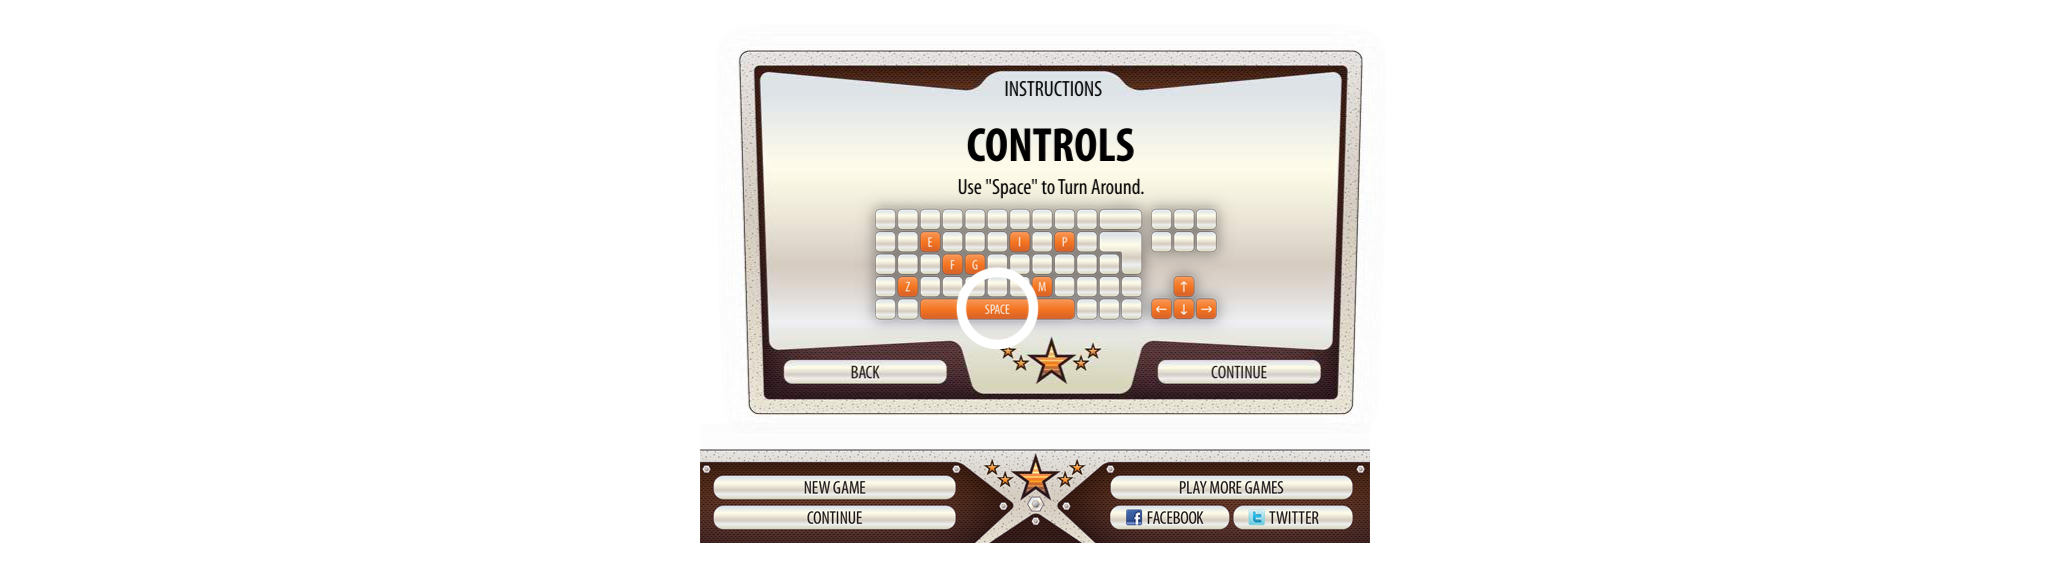 INSTRUCTIONS
CONTROLS
Use "Space" to Turn Around.
E I P
F G
Z M ↑
SPACE ← ↓ →
BACK CONTINUE
NEW GAME PLAY MORE GAMES
CONTINUE FACEBOOK TWITTER